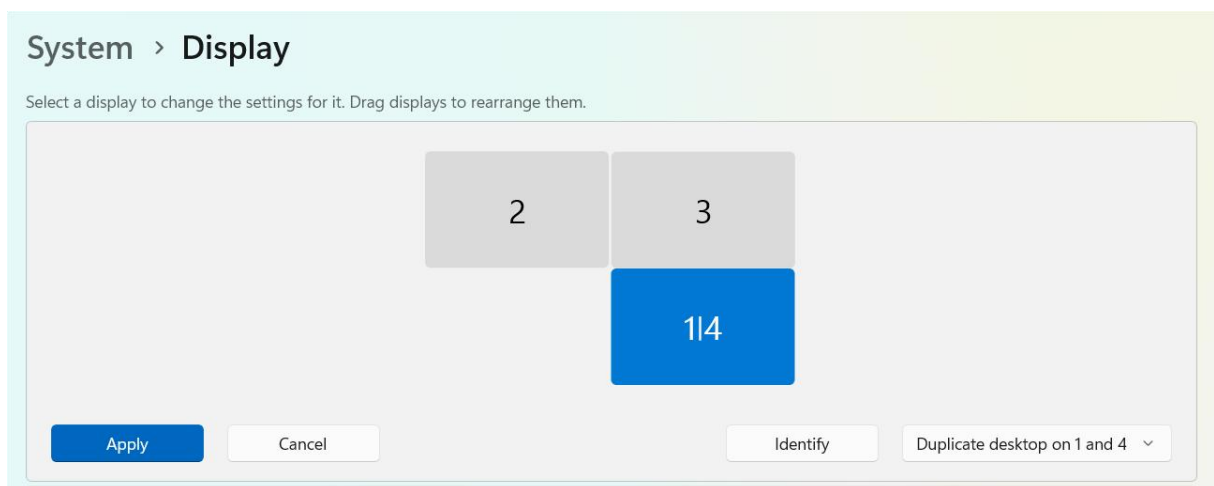 System > Display
Select a display to change the settings for it. Drag displays to rearrange them.
2
3
1|4
Apply
Cancel
Identify
Duplicate desktop on 1 and 4